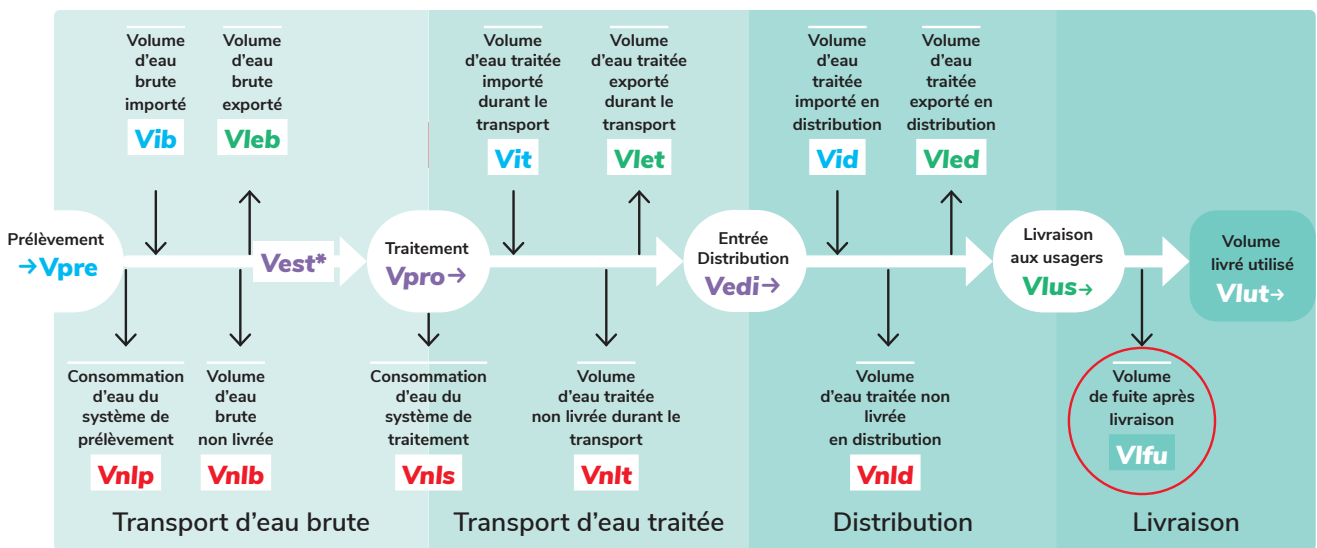 Volume
d'eau
brute
importé
Vib
Volume
d'eau
brute
exporté
Vleb
Volume
d'eau traitée
importé
durant le
transport
Vit
Volume
d'eau traitée
exporté
durant le
transport
Vlet
Volume
d'eau
traitée
importé en
distribution
Vid
Volume
d'eau
traitée
exporté en
distribution
Vled
Prélèvement
→Vpre
Vest*
Traitement
Vpro→
Entrée
Distribution
Vedi→
Livraison
aux usagers
Vlus→
Volume
livré utilisé
Vlut→
Consommation
d'eau du
système de
prélèvement
Vnlp
Volume
d'eau
brute
non livrée
Vnlb
Consommation
d'eau du
système de
traitement
Vnls
Volume
d'eau traitée
non livrée durant le
transport
Vnlt
Volume
d'eau traitée non
livrée
en distribution
Vnld
Volume
de fuite après
livraison
Vlfu
Transport d'eau brute
Transport d'eau traitée
Distribution
Livraison